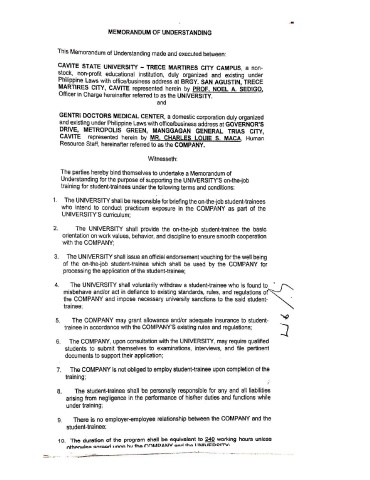 MEMORANDUM OF UNDERSTANDING
This Memorandum of Understanding made and executed between:
CAVITE STATE UNIVERSITY – TRECE MARTIRES CITY CAMPUS, a non-
stock, non-profit educational institution, duly organized and existing under
Philippine Laws with office/business address at BRGY. SAN AGUSTIN, TRECE
MARTIRES CITY, CAVITE represented herein by PROF. NOEL A. SEDIGO,
Officer in Charge hereinafter referred to as the UNIVERSITY.
and
GENTRI DOCTORS MEDICAL CENTER, a domestic corporation duly organized
and existing under Philippine Laws with office/business address at GOVERNOR'S
DRIVE, METROPOLIS GREEN, MANGGAGAN GENERAL TRIAS CITY,
CAVITE represented herein by MR. CHARLES LOUIE S. MACA, Human
Resource Staff, hereinafter referred to as the COMPANY.
Witnesseth:
The parties hereby bind themselves to undertake a Memorandum of
Understanding for the purpose of supporting the UNIVERSITY'S on-the-job
training for student-trainees under the following terms and conditions:
1. The UNIVERSITY shall be responsible for briefing the on-the-job student-trainees
who intend to conduct practicum exposure in the COMPANY as part of the
UNIVERSITY'S curriculum;
2. The UNIVERSITY shall provide the on-the-job student-trainee the basic
orientation on work values, behavior, and discipline to ensure smooth cooperation
with the COMPANY;
3. The UNIVERSITY shall issue an official endorsement vouching for the well being
of the on-the-job student-trainee which shall be used by the COMPANY for
processing the application of the student-trainee;
4. The UNIVERSITY shall voluntarily withdraw a student-trainee who is found to
misbehave and/or act in defiance to existing standards, rules, and regulations of
the COMPANY and impose necessary university sanctions to the said student-
trainee;
5. The COMPANY may grant allowance and/or adequate insurance to student-
trainee in accordance with the COMPANY'S existing rules and regulations;
6. The COMPANY, upon consultation with the UNIVERSITY, may require qualified
students to submit themselves to examinations, interviews, and file pertinent
documents to support their application;
7. The COMPANY is not obliged to employ student-trainee upon completion of the
training;
8. The student-trainee shall be personally responsible for any and all liabilities
arising from negligence in the performance of his/her duties and functions while
under training;
9. There is no employer-employee relationship between the COMPANY and the
student-trainee;
10. The duration of the program shall be equivalent to 240 working hours unless
otherwise agreed upon by the COMPANY and the UNIVERSITY;